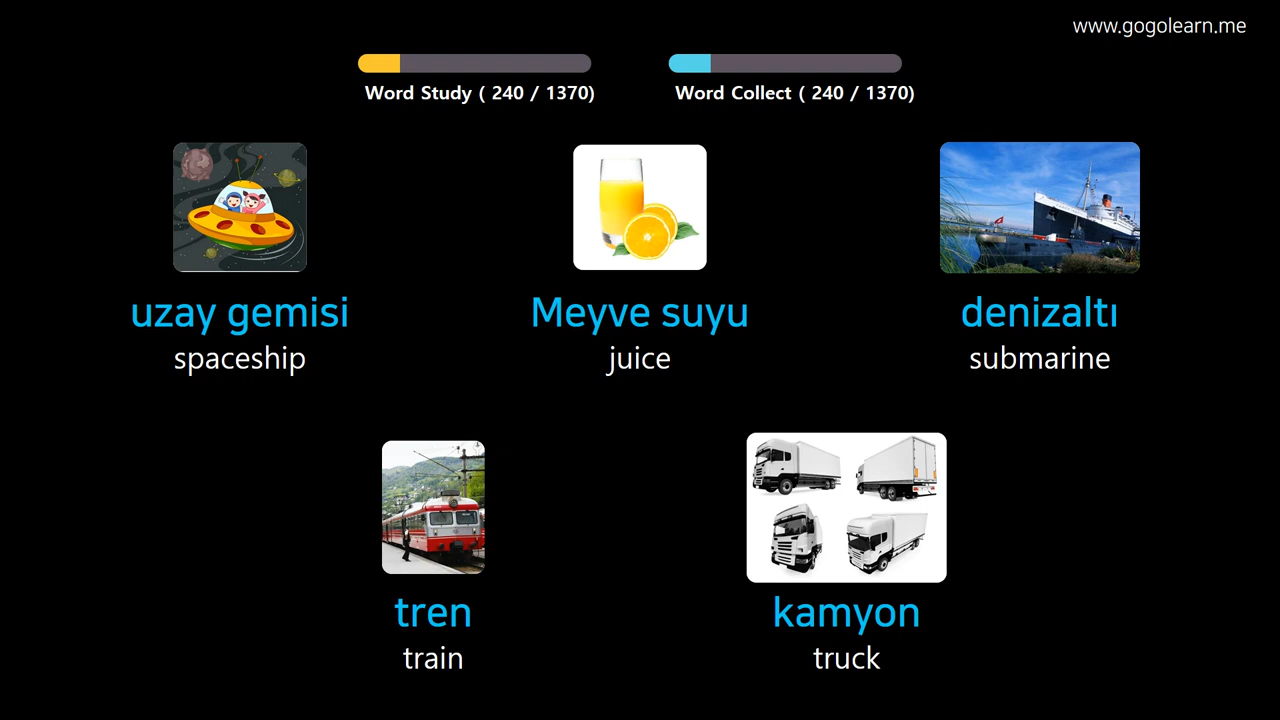 www.gogolearn.me
Word Study ( 240 / 1370)
Word Collect ( 240 / 1370)
uzay gemisi
spaceship
Meyve suyu
juice
denizaltı
submarine
tren
train
kamyon
truck